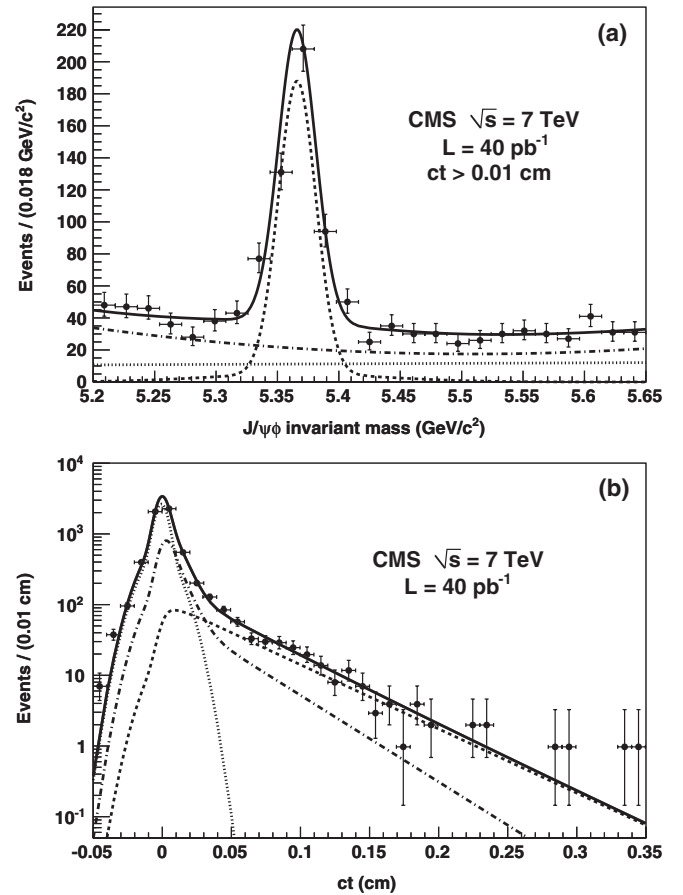 (a)
220
200
180
160
140
120
100
80
60
40
20
0
Events / (0.018 GeV/c²)
CMS √s = 7 TeV
L = 40 pb⁻¹
ct > 0.01 cm
5.2 5.25 5.3 5.35 5.4 5.45 5.5 5.55 5.6 5.65
J/ψϕ invariant mass (GeV/c²)
(b)
10⁴
10³
10²
10
1
10⁻¹
Events / (0.01 cm)
CMS √s = 7 TeV
L = 40 pb⁻¹
-0.05 0 0.05 0.1 0.15 0.2 0.25 0.3 0.35
ct (cm)